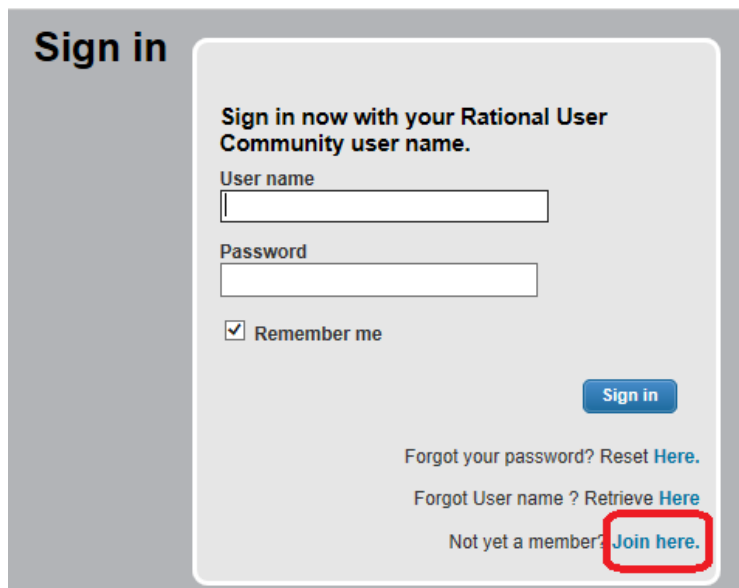 Sign in
Sign in now with your Rational User
Community user name.
User name
Password
Remember me
Sign in
Forgot your password? Reset Here.
Forgot User name ? Retrieve Here
Not yet a member? Join here.